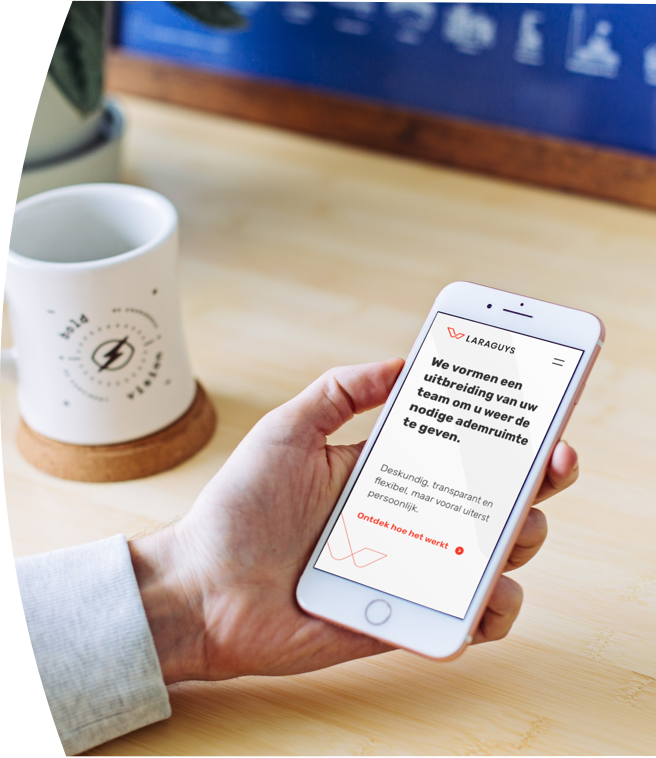 bold
vision
LARAGUYS
We vormen een
uitbreiding van uw
team om u weer de
nodige ademruimte
te geven.
Deskundig, transparant en
flexibel, maar vooral uiterst
persoonlijk.
Ontdek hoe het werkt